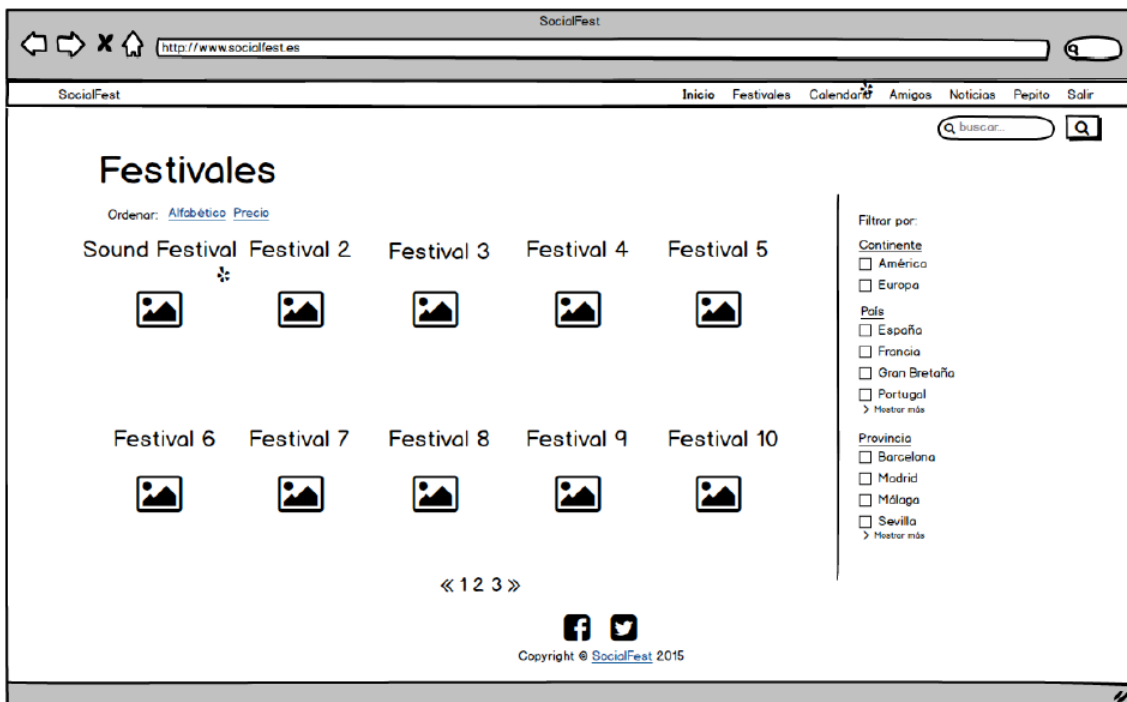 SocialFest
http://www.socialfest.es
SocialFest Inicio Festivales Calendario Amigos Noticias Pepito Salir
buscar...
Festivales
Ordenar: Alfabético Precio
Sound Festival Festival 2 Festival 3 Festival 4 Festival 5
Festival 6 Festival 7 Festival 8 Festival 9 Festival 10
« 1 2 3 »
Filtrar por:
Continente
América
Europa
País
España
Francia
Gran Bretaña
Portugal
> Mostrar más
Provincia
Barcelona
Madrid
Málaga
Sevilla
> Mostrar más
Copyright © SocialFest 2015